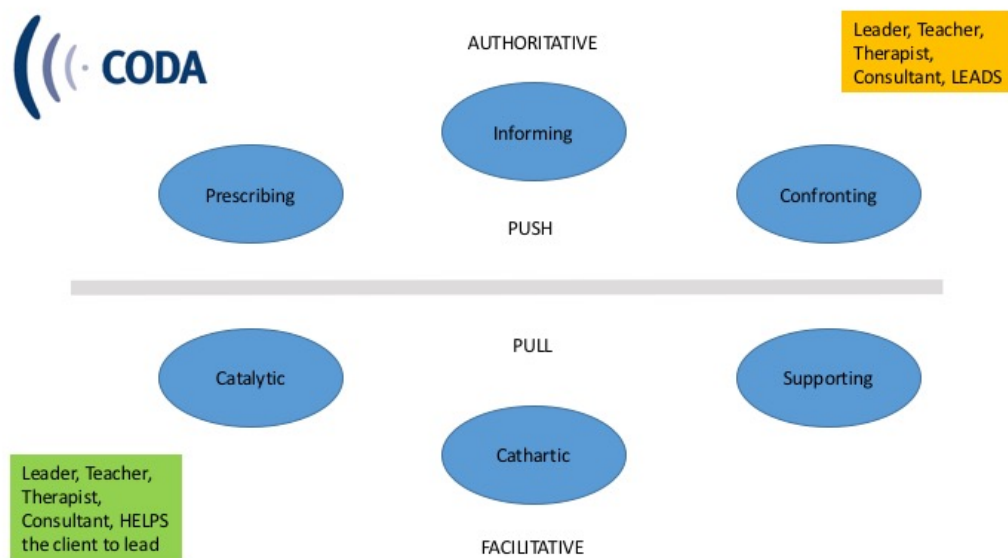 CODA
AUTHORITATIVE
Leader, Teacher,
Therapist,
Consultant, LEADS
Informing
Prescribing
Confronting
PUSH
PULL
Catalytic
Supporting
Cathartic
Leader, Teacher,
Therapist,
Consultant, HELPS
the client to lead
FACILITATIVE